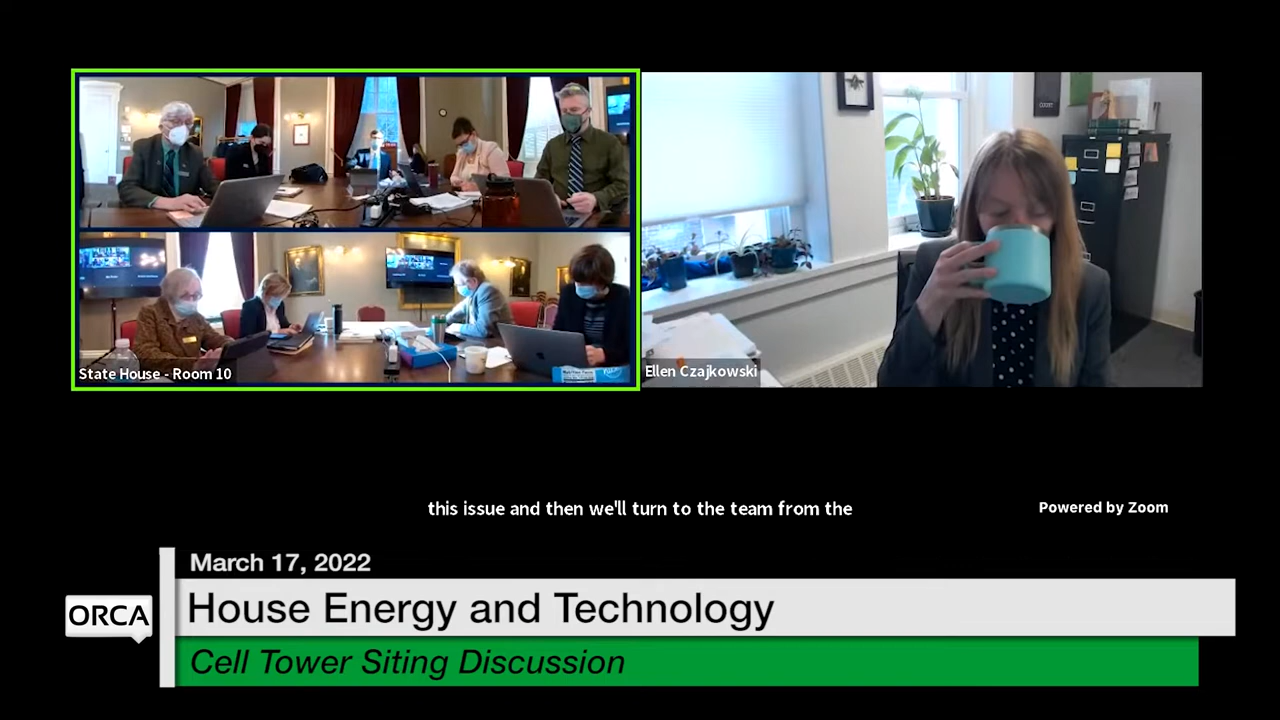 State House - Room 10
Ellen Czajkowski
this issue and then we'll turn to the team from the
Powered by Zoom
March 17, 2022
ORCA
House Energy and Technology
Cell Tower Siting Discussion